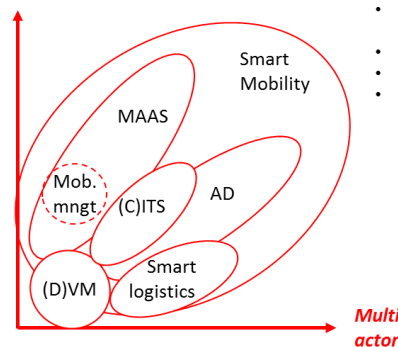 Smart
Mobility
MAAS
Mob.
mngt.
(C)ITS
AD
(D)VM
Smart
logistics
Multi
actor